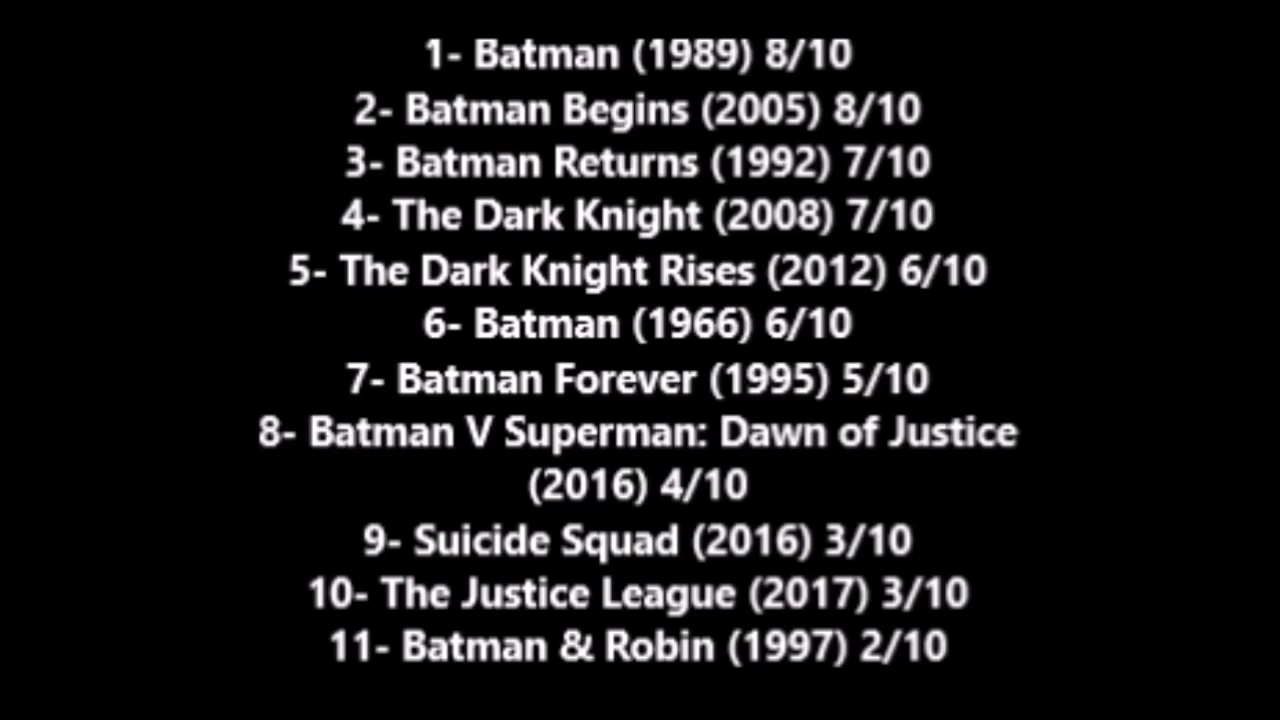 1- Batman (1989) 8/10
2- Batman Begins (2005) 8/10
3- Batman Returns (1992) 7/10
4- The Dark Knight (2008) 7/10
5- The Dark Knight Rises (2012) 6/10
6- Batman (1966) 6/10
7- Batman Forever (1995) 5/10
8- Batman V Superman: Dawn of Justice
(2016) 4/10
9- Suicide Squad (2016) 3/10
10- The Justice League (2017) 3/10
11- Batman & Robin (1997) 2/10